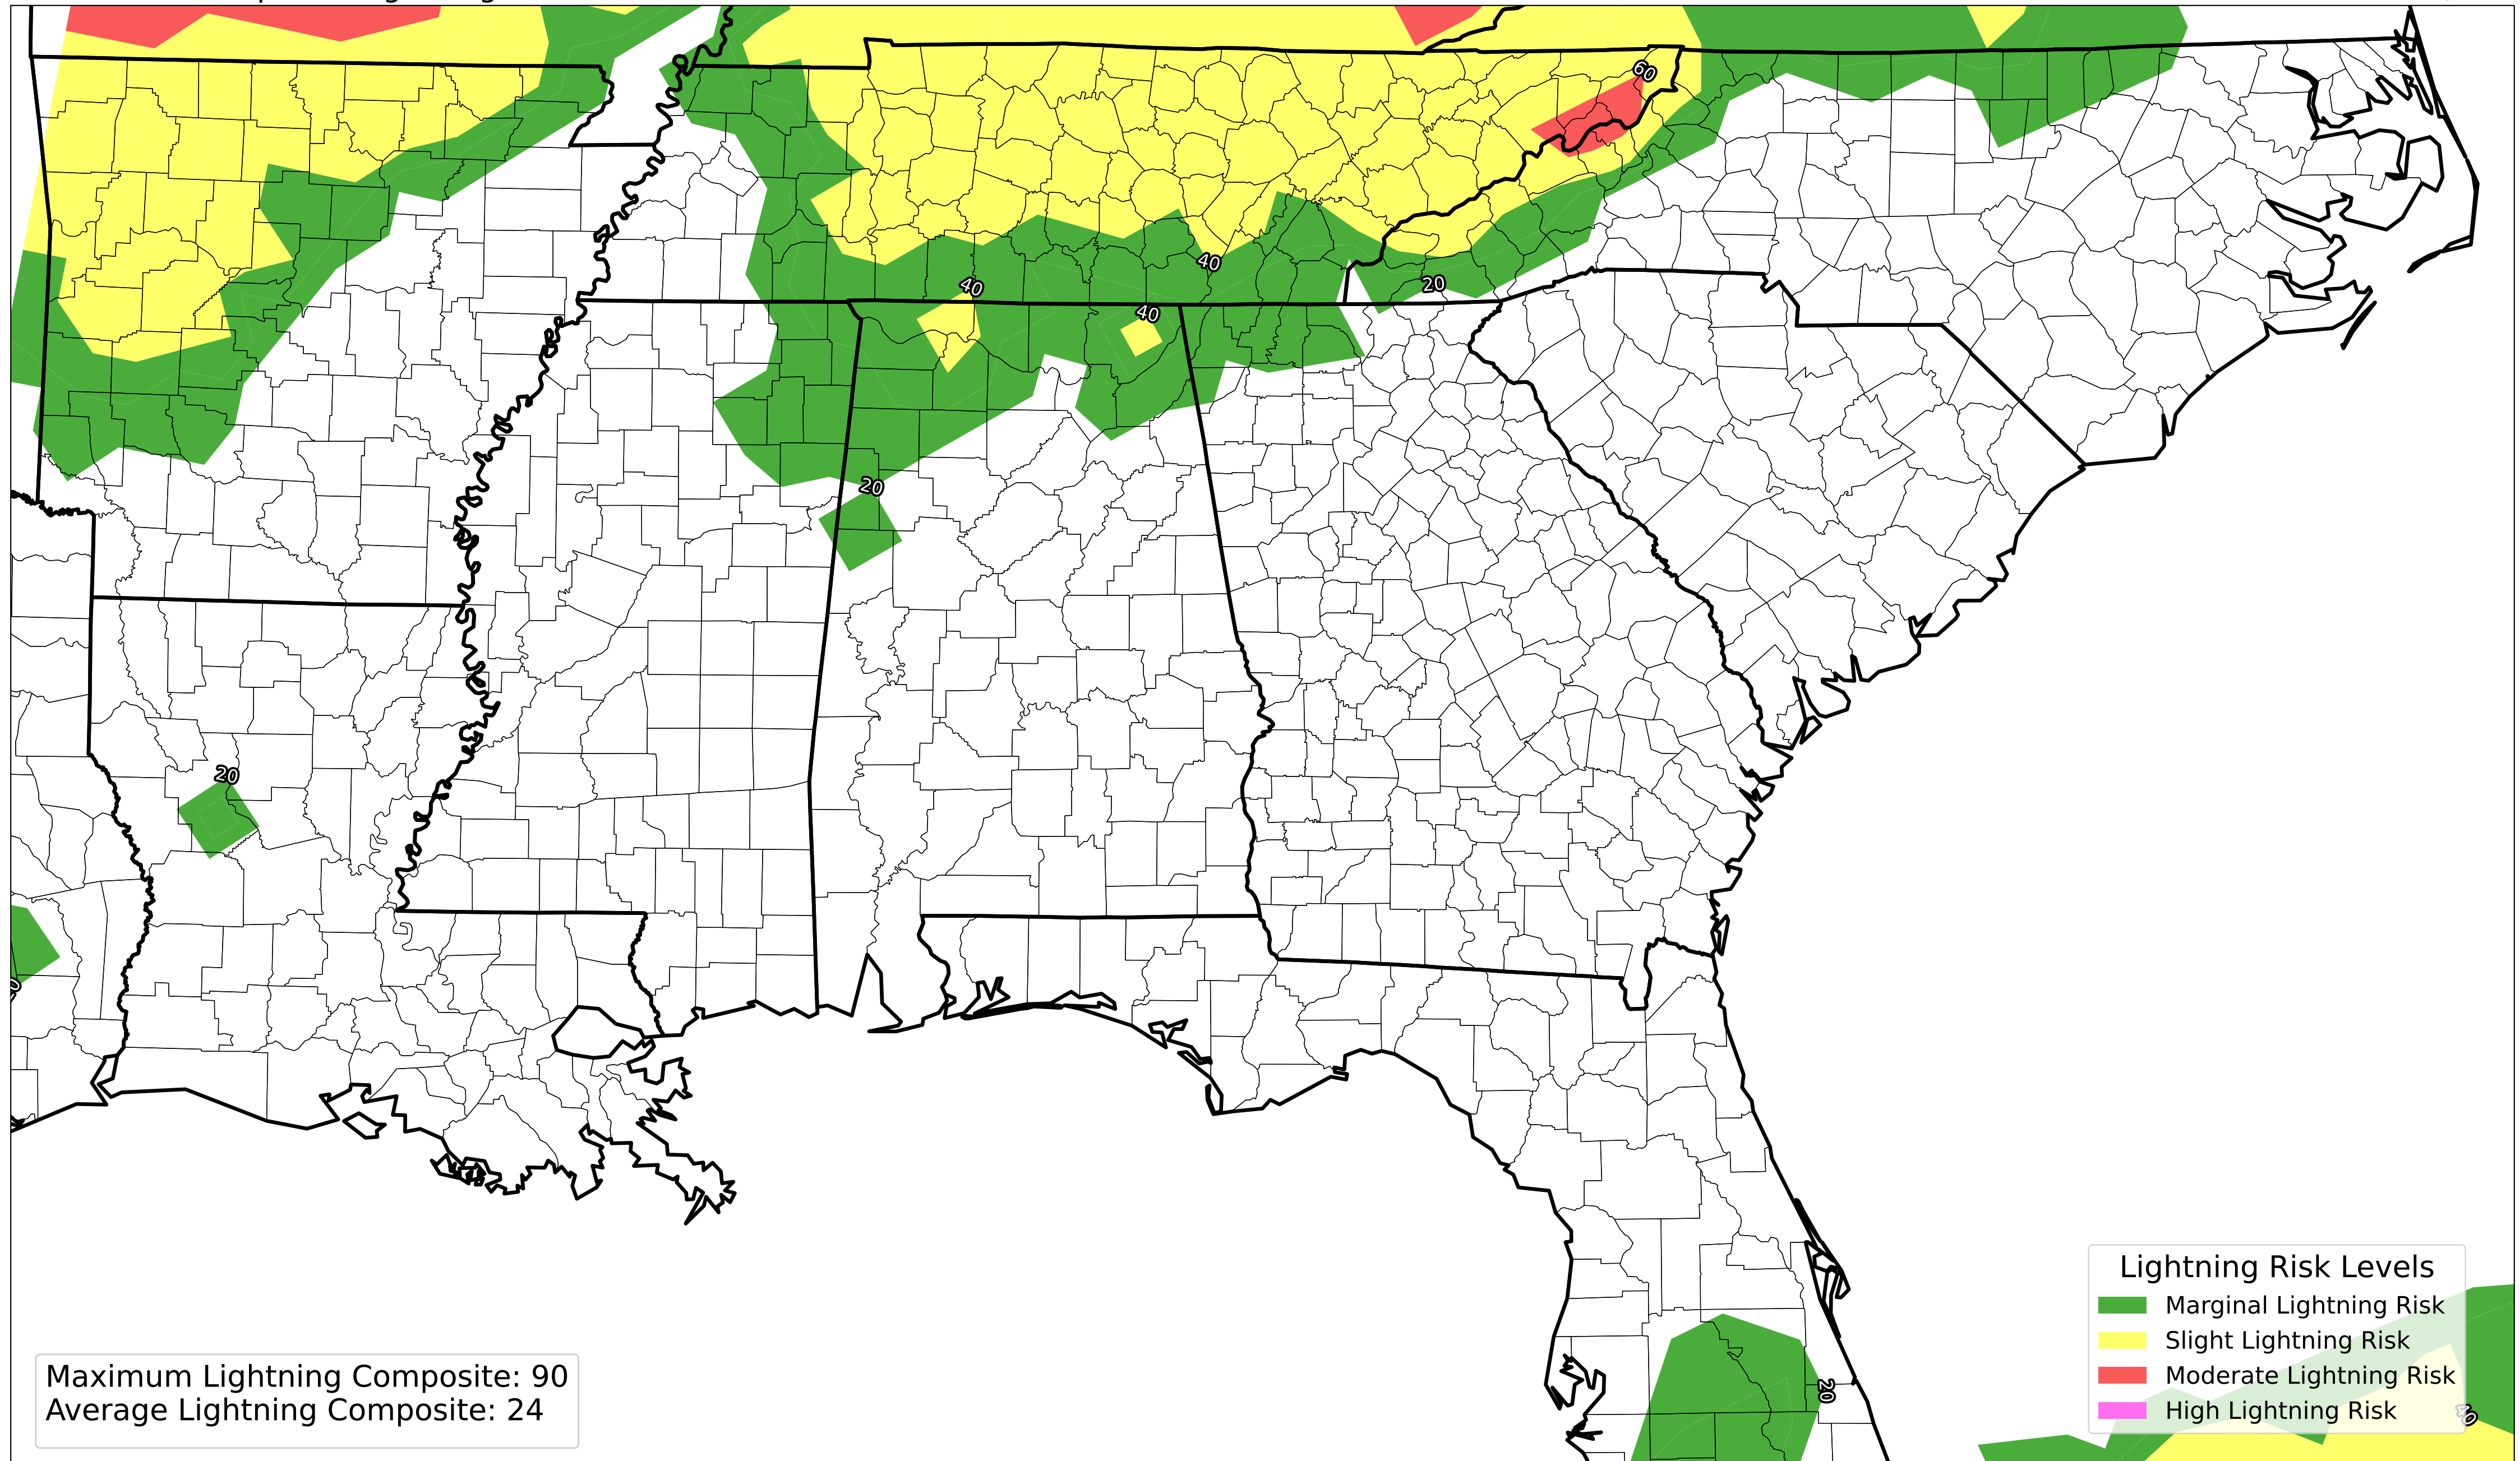 60
40
40
20
40
20
20
Lightning Risk Levels
Marginal Lightning Risk
Slight Lightning Risk
Moderate Lightning Risk
High Lightning Risk
20
40
Maximum Lightning Composite: 90
Average Lightning Composite: 24